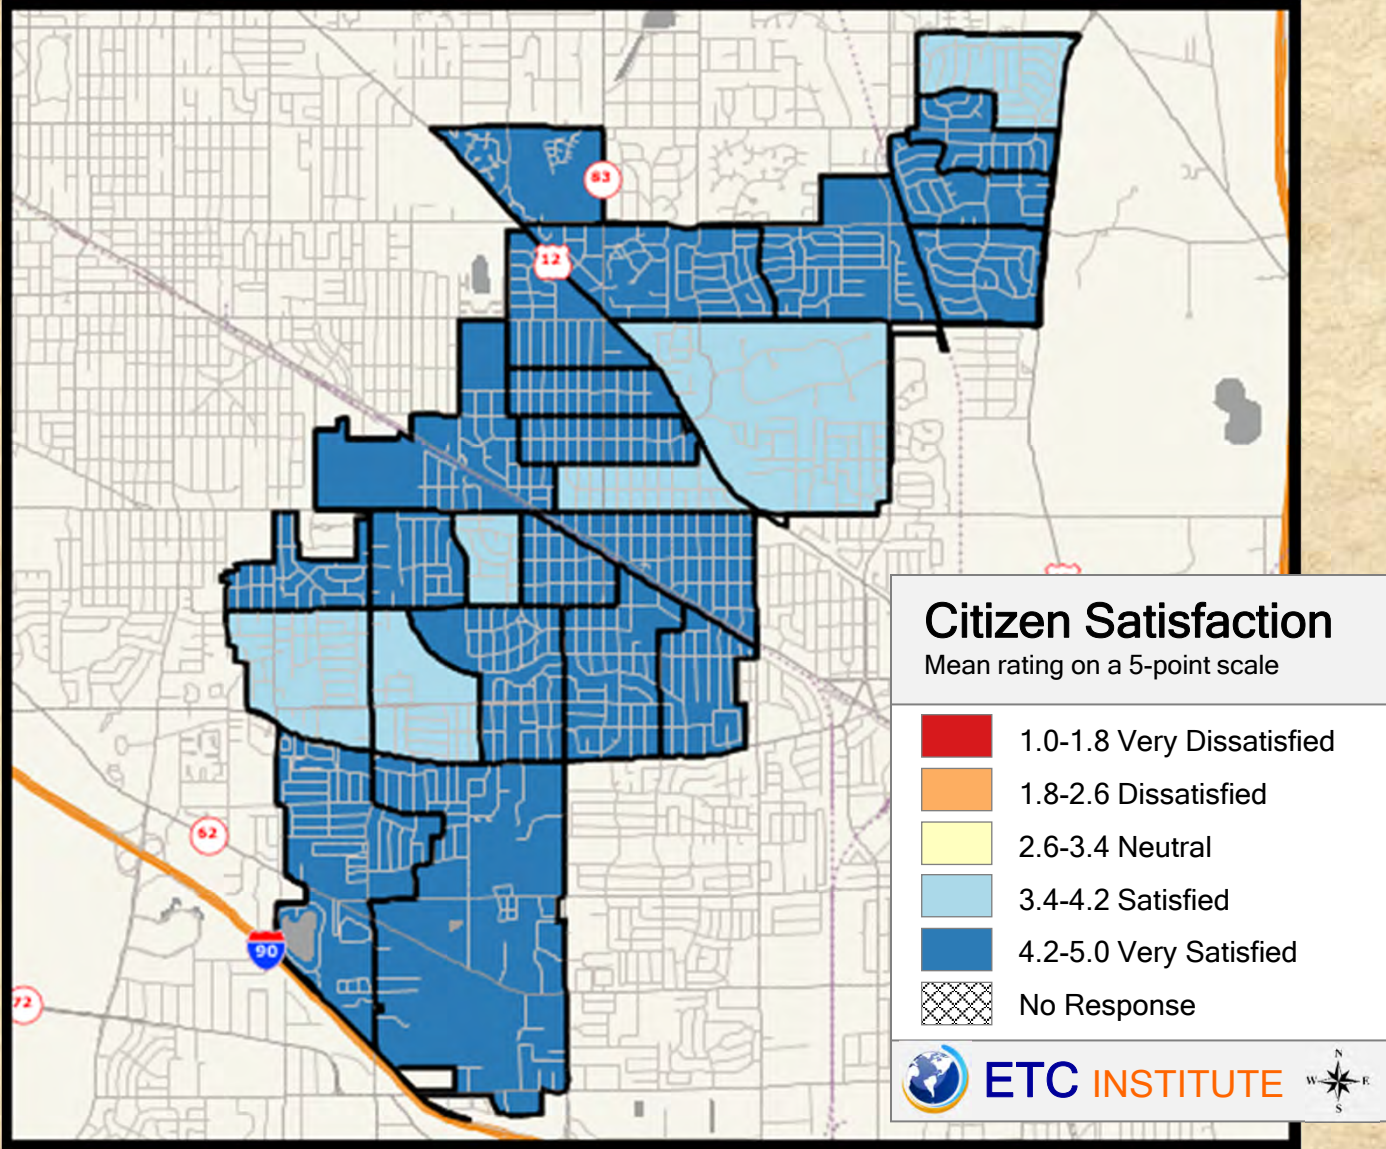 83
12
Citizen Satisfaction
Mean rating on a 5-point scale
1.0-1.8 Very Dissatisfied
1.8-2.6 Dissatisfied
2.6-3.4 Neutral
62
3.4-4.2 Satisfied
90
4.2-5.0 Very Satisfied
72
No Response
ETC INSTITUTE
N
W E
S